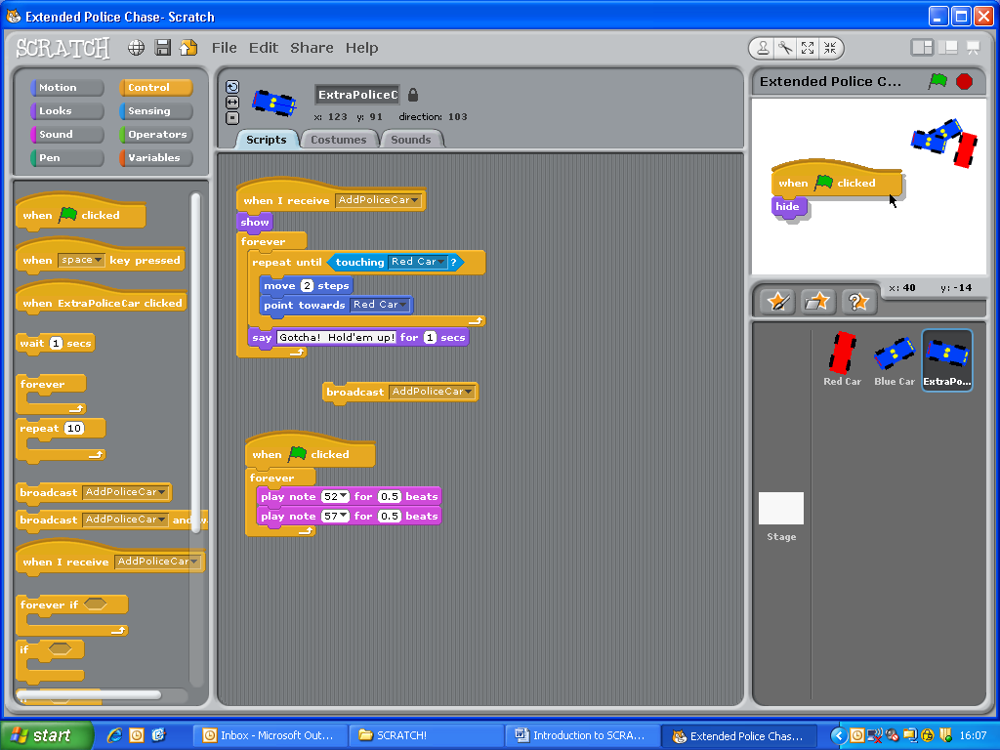 Extended Police Chase- Scratch
SCRATCH File Edit Share Help
Motion Control
Looks Sensing
Sound Operators
Pen Variables
when clicked
when space key pressed
when ExtraPoliceCar clicked
wait 1 secs
forever
repeat 10
broadcast AddPoliceCar
broadcast AddPoliceCar and w
when I receive AddPoliceCar
forever if
if
ExtraPoliceC
x: 123 y: 91 direction: 103
Scripts Costumes Sounds
when I receive AddPoliceCar
show
forever
repeat until touching Red Car ?
move 2 steps
point towards Red Car
say Gotcha! Hold'em up! for 1 secs
broadcast AddPoliceCar
when clicked
forever
play note 52 for 0.5 beats
play note 57 for 0.5 beats
Extended Police C...
when clicked
hide
x: 40 y: -14
Red Car Blue Car ExtraPo...
Stage
start Inbox - Microsoft Out... SCRATCH! Introduction to SCRA... Extended Police Chas... 16:07